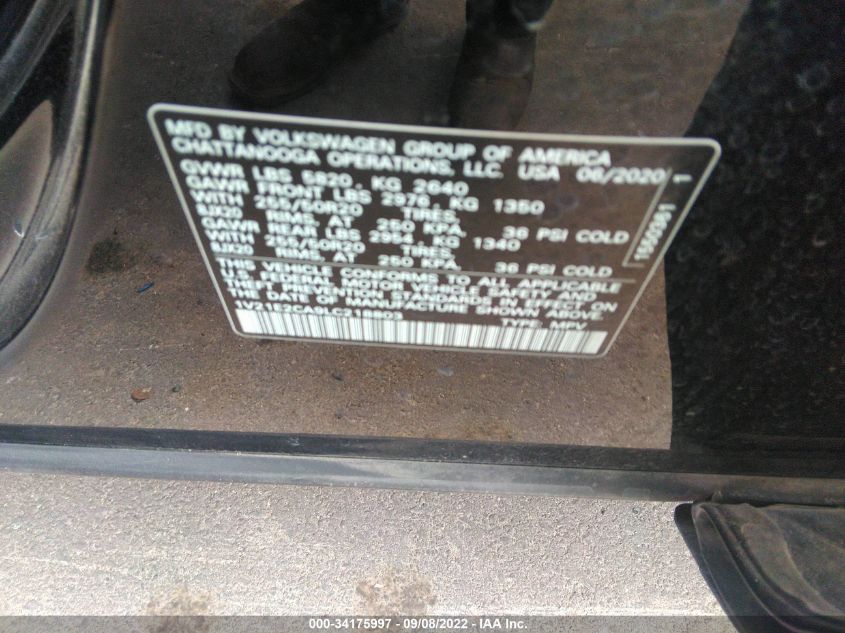 MFD BY VOLKSWAGEN GROUP OF AMERICA
CHATTANOOGA OPERATIONS, LLC. USA 06/2020
GVWR LBS 5820, KG 2640
GAWR FRONT LBS 2976, KG 1350
WITH 255/50R20 TIRES,
8JX20 RIMS, AT 250 KPA, 36 PSI COLD
GAWR REAR LBS 2954, KG 1340
WITH 255/50R20 TIRES,
8JX20 RIMS, AT 250 KPA, 36 PSI COLD
THIS VEHICLE CONFORMS TO ALL APPLICABLE
U.S. FEDERAL MOTOR VEHICLE SAFETY AND
THEFT PREVENTION STANDARDS IN EFFECT ON
THE DATE OF MANUFACTURE SHOWN ABOVE
1V21E2CA9LC218803
TYPE: MPV
1
000-34175997 - 09/08/2022 - IAA Inc.